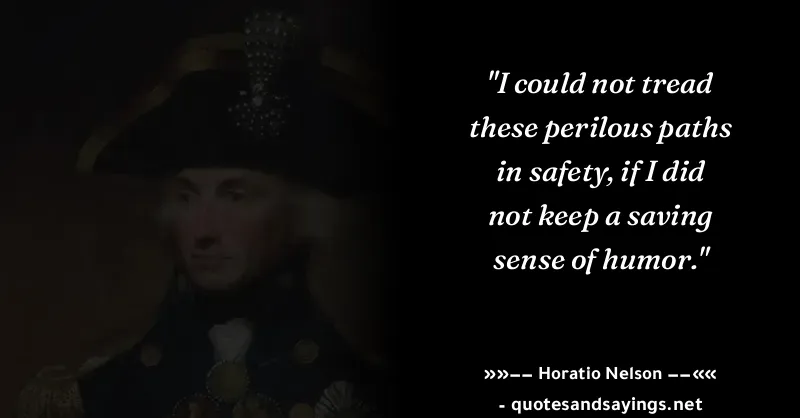 "I could not tread
these perilous paths
in safety, if I did
not keep a saving
sense of humor."
»»–– Horatio Nelson ––««
- quotesandsayings.net